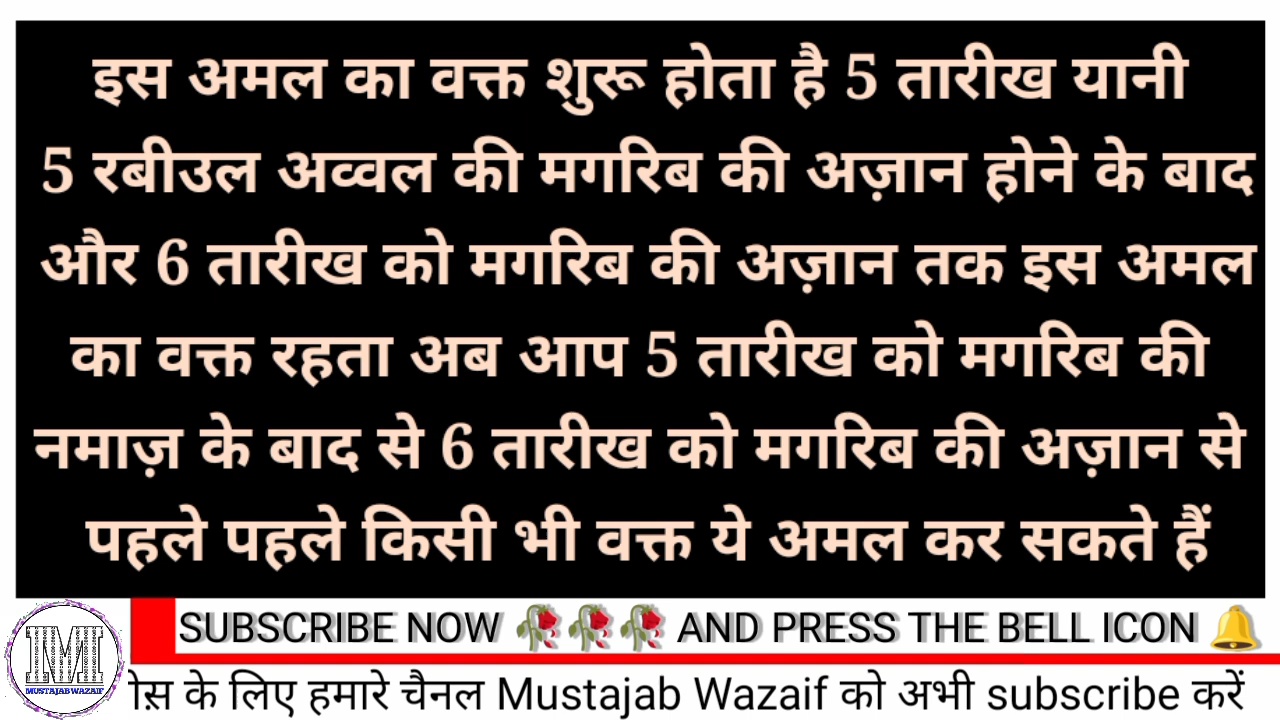 इस अमल का वक्त शुरू होता है 5 तारीख यानी
5 रबीउल अव्वल की मगरिब की अज़ान होने के बाद
और 6 तारीख को मगरिब की अज़ान तक इस अमल
का वक्त रहता अब आप 5 तारीख को मगरिब की
नमाज़ के बाद से 6 तारीख को मगरिब की अज़ान से
पहले पहले किसी भी वक्त ये अमल कर सकते हैं
SUBSCRIBE NOW 🥀🥀🥀 AND PRESS THE BELL ICON 🔔
M
MUSTAJAB WAZAIF
के लिए हमारे चैनल Mustajab Wazaif को अभी subscribe करें